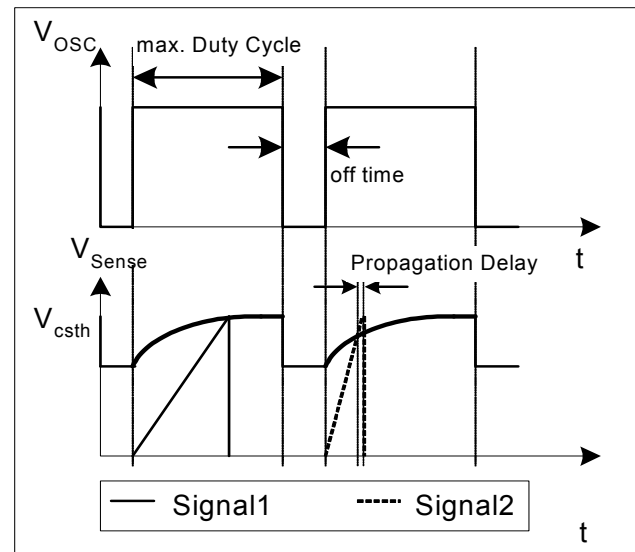 V_OSC
max. Duty Cycle
off time
t
V_Sense
Propagation Delay
V_csth
Signal1
Signal2
t